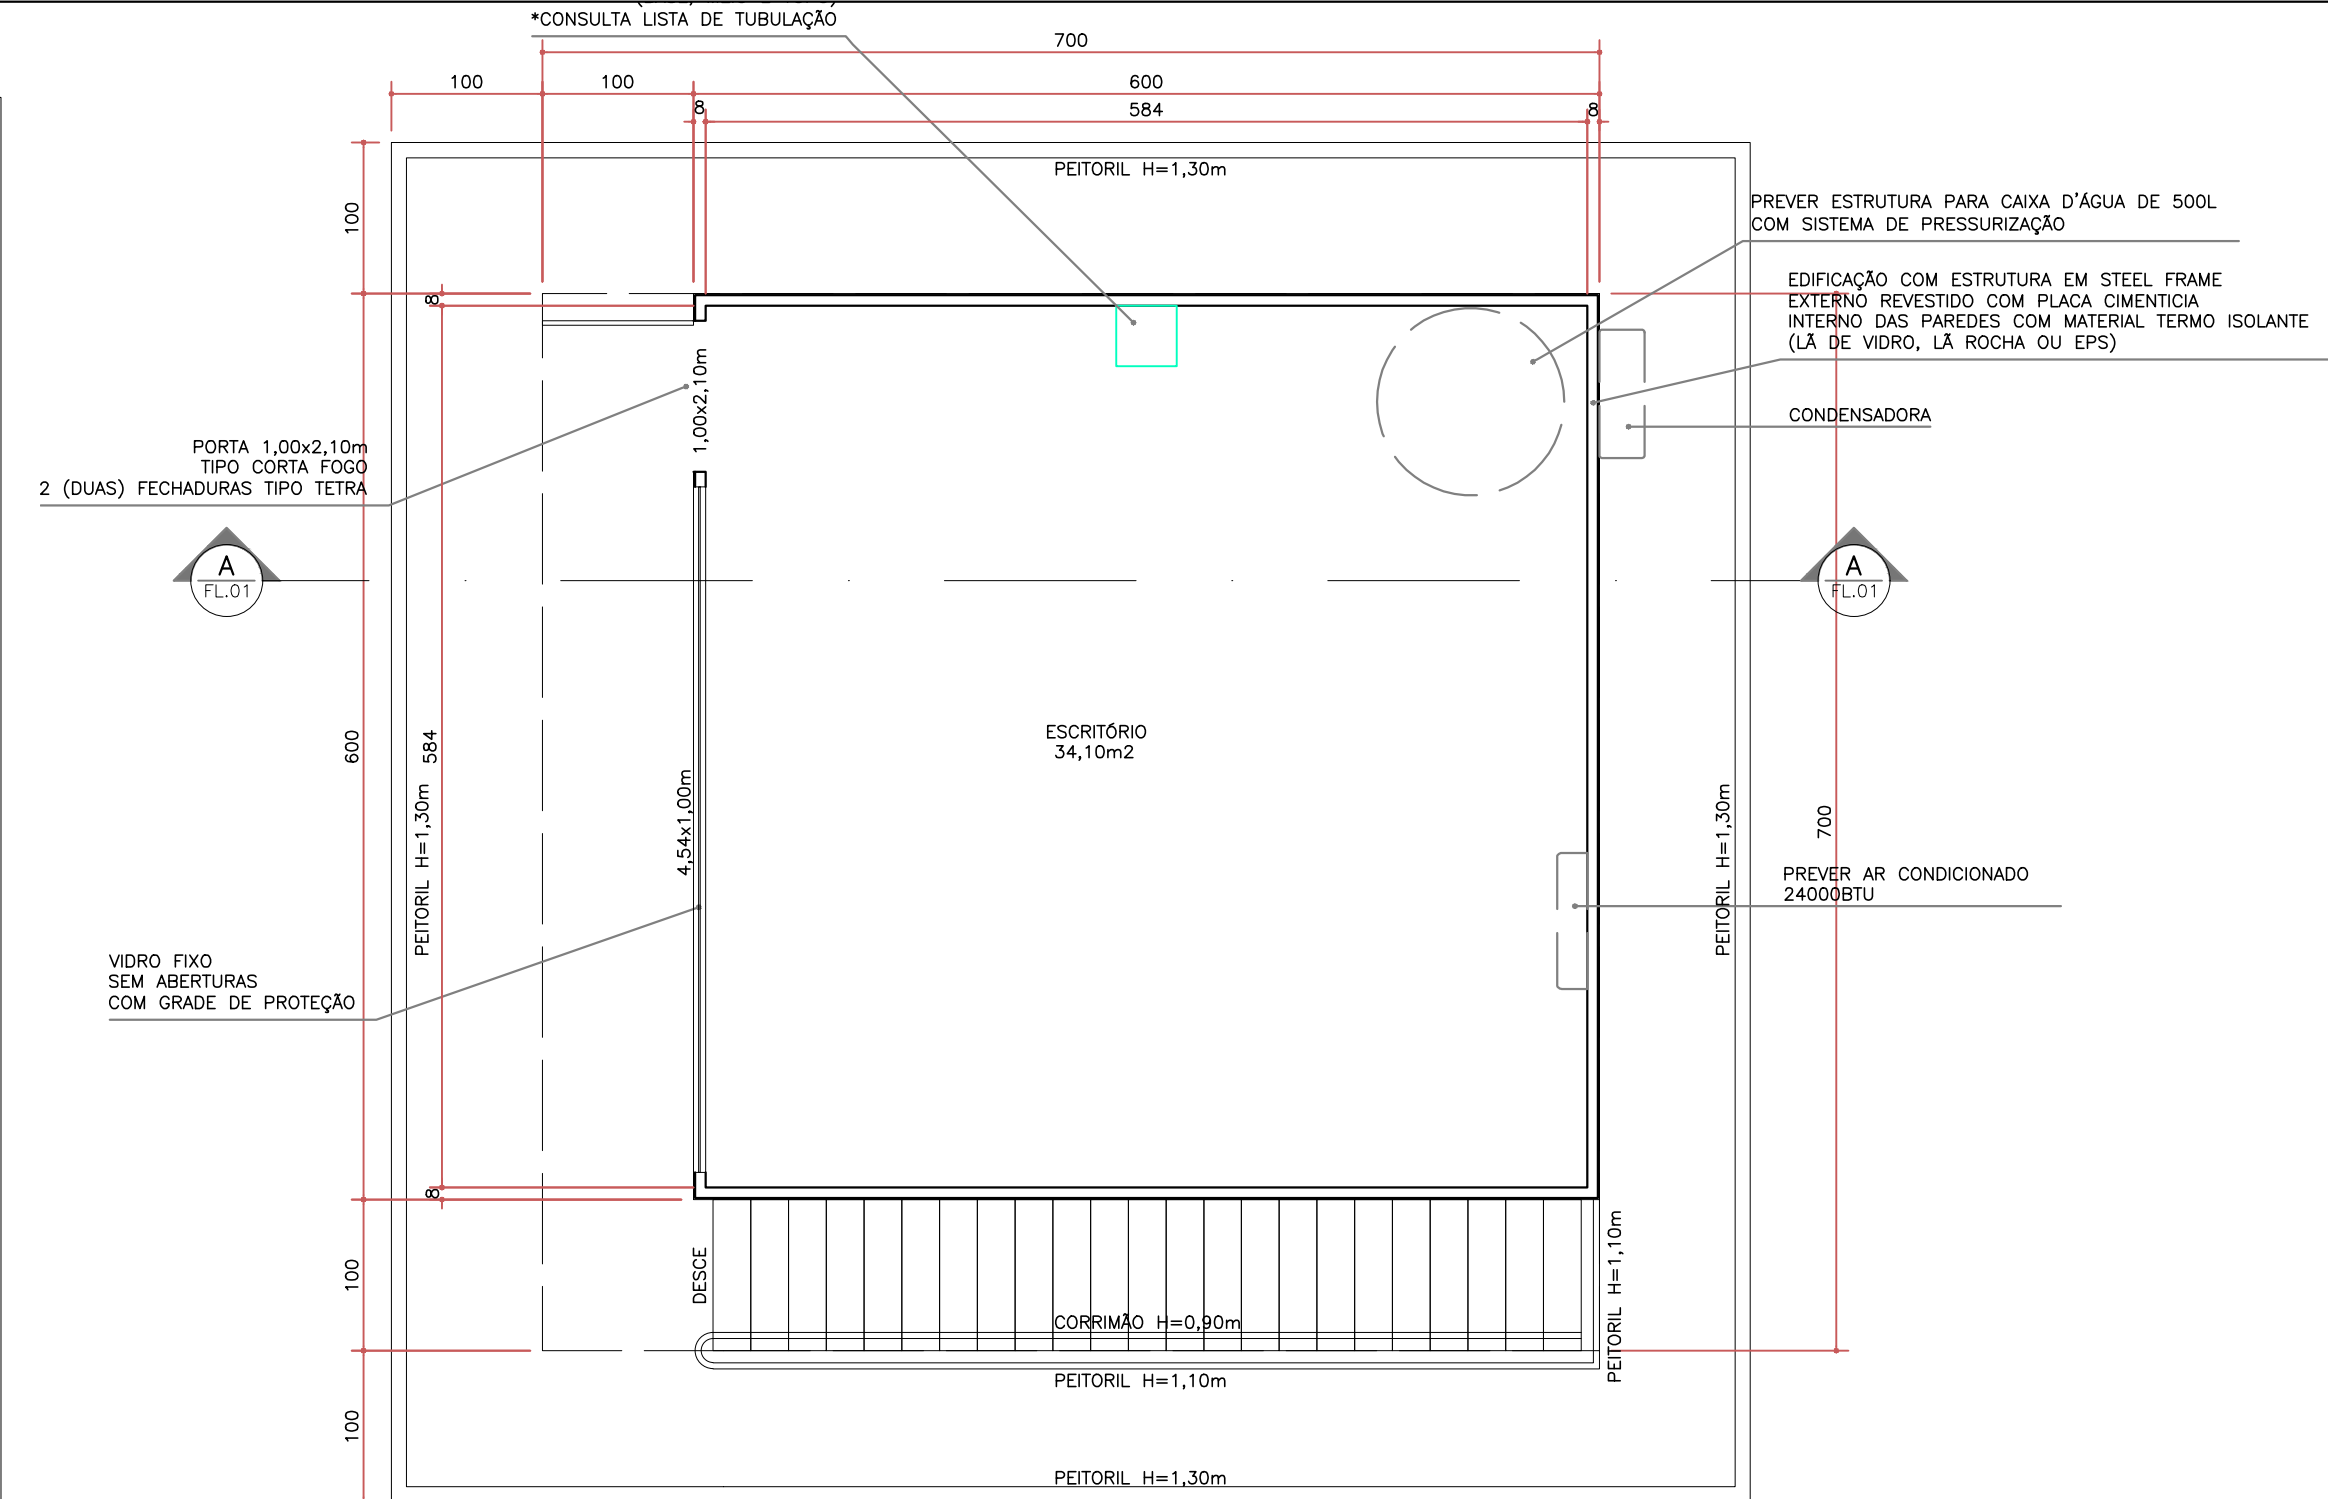 *CONSULTA LISTA DE TUBULAÇÃO
700
100
100
600
8
584
8
PEITORIL H=1,30m
100
PREVER ESTRUTURA PARA CAIXA D'ÁGUA DE 500L
COM SISTEMA DE PRESSURIZAÇÃO
EDIFICAÇÃO COM ESTRUTURA EM STEEL FRAME
EXTERNO REVESTIDO COM PLACA CIMENTICIA
INTERNO DAS PAREDES COM MATERIAL TERMO ISOLANTE
(LÃ DE VIDRO, LÃ ROCHA OU EPS)
8
1,00x2,10m
CONDENSADORA
PORTA 1,00x2,10m
TIPO CORTA FOGO
2 (DUAS) FECHADURAS TIPO TETRA
A
FL.01
A
FL.01
600
584
ESCRITÓRIO
34,10m2
4,54x1,00m
PEITORIL H=1,30m
PEITORIL H=1,30m
700
PREVER AR CONDICIONADO
24000BTU
VIDRO FIXO
SEM ABERTURAS
COM GRADE DE PROTEÇÃO
8
100
DESCE
CORRIMÃO H=0,90m
PEITORIL H=1,10m
PEITORIL H=1,10m
100
PEITORIL H=1,30m